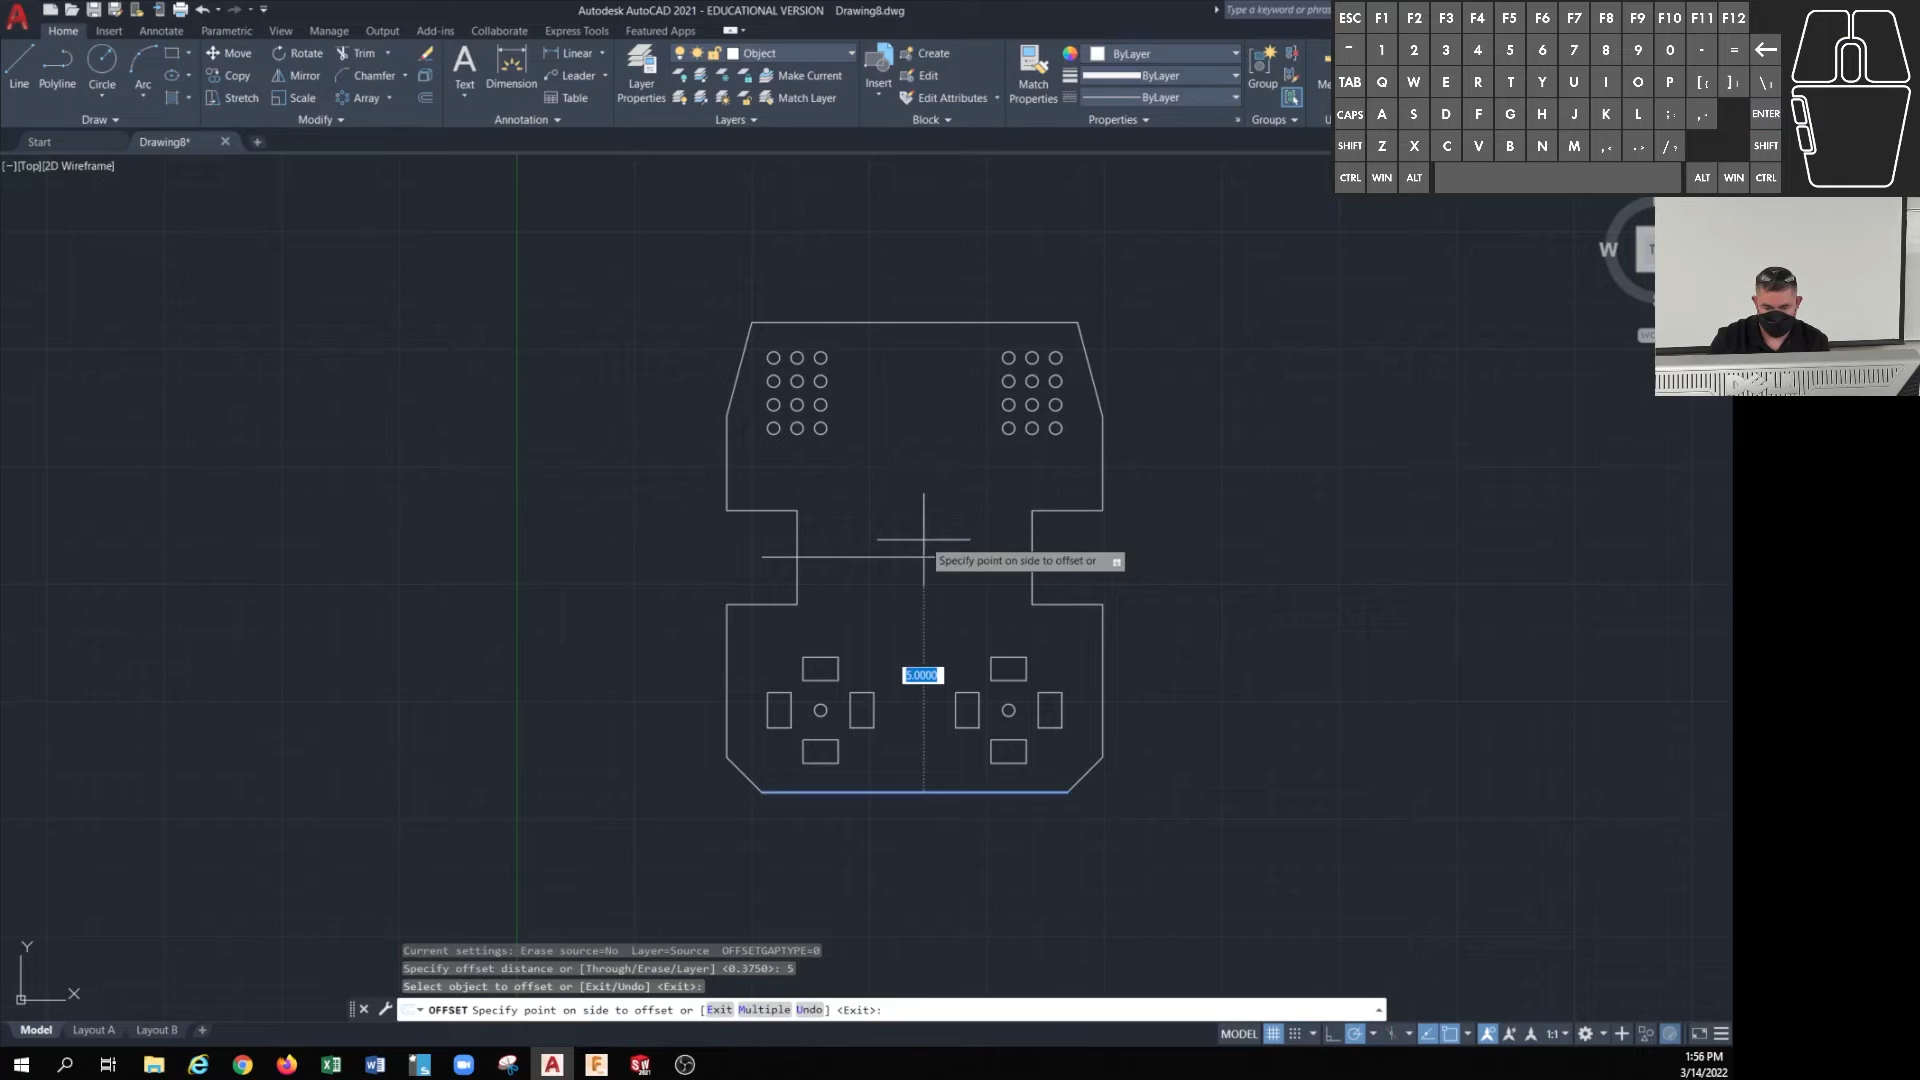 Autodesk AutoCAD 2021 - EDUCATIONAL VERSION Drawing8.dwg
Type a keyword or phras
Home Insert Annotate Parametric View Manage Output Add-ins Collaborate Express Tools Featured Apps
Line Polyline Circle Arc
Move Rotate Trim
Copy Mirror Chamfer
Stretch Scale Array
Text Dimension
Linear
Leader
Table
Layer
Properties
Object
Make Current
Match Layer
Insert
Create
Edit
Edit Attributes
Match
Properties
ByLayer
ByLayer
ByLayer
Group
Draw Modify Annotation Layers Block Properties Groups
Start Drawing8*
[−][Top][2D Wireframe]
ESC F1 F2 F3 F4 F5 F6 F7 F8 F9 F10 F11 F12
~ 1 2 3 4 5 6 7 8 9 0 - =
TAB Q W E R T Y U I O P [{ ]} \|
CAPS A S D F G H J K L ;: ENTER
SHIFT Z X C V B N M ,< .> /? SHIFT
CTRL WIN ALT ALT WIN CTRL
W
Specify point on side to offset or
5.0000
Y
X
Current settings: Erase source=No Layer=Source OFFSETGAPTYPE=0
Specify offset distance or [Through/Erase/Layer] <0.3750>: 5
Select object to offset or [Exit/Undo] <Exit>:
OFFSET Specify point on side to offset or [Exit Multiple Undo] <Exit>:
Model Layout A Layout B
MODEL 1:1
1:56 PM
3/14/2022